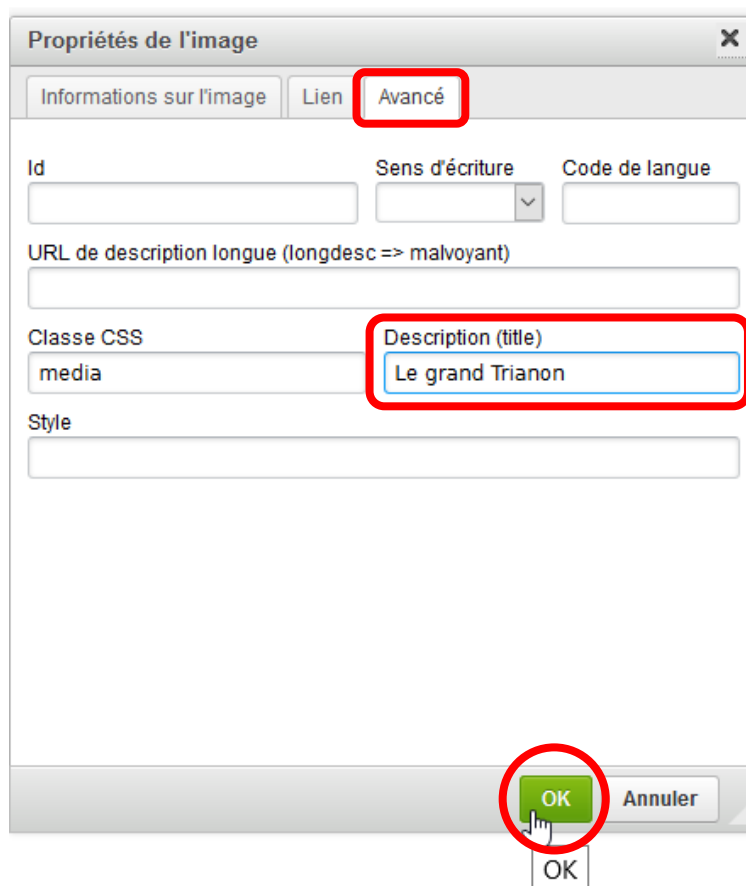 Propriétés de l'image
Informations sur l'image Lien Avancé
Id Sens d'écriture Code de langue
URL de description longue (longdesc => malvoyant)
Classe CSS Description (title)
media Le grand Trianon
Style
OK Annuler
OK